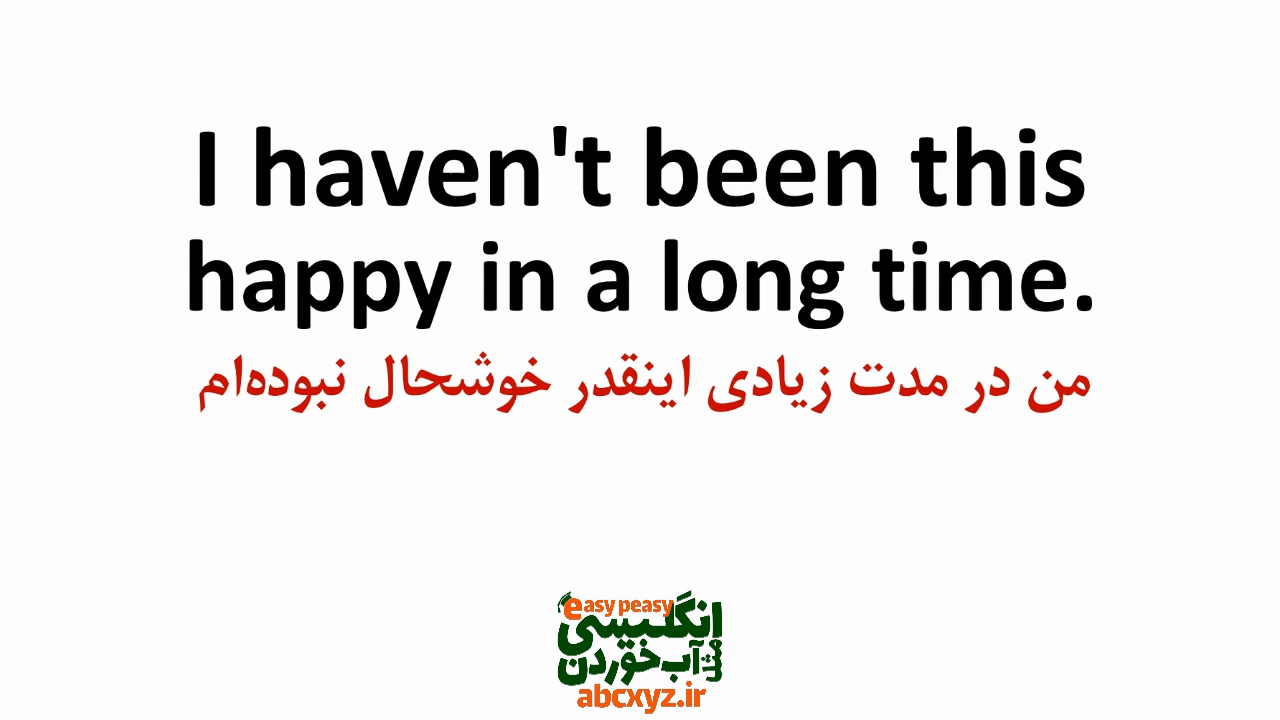 I haven't been this
happy in a long time.
من در مدت زیادی اینقدر خوشحال نبوده‌ام
easy peasy
انگلیسی
مثل آب خوردن
abcxyz.ir